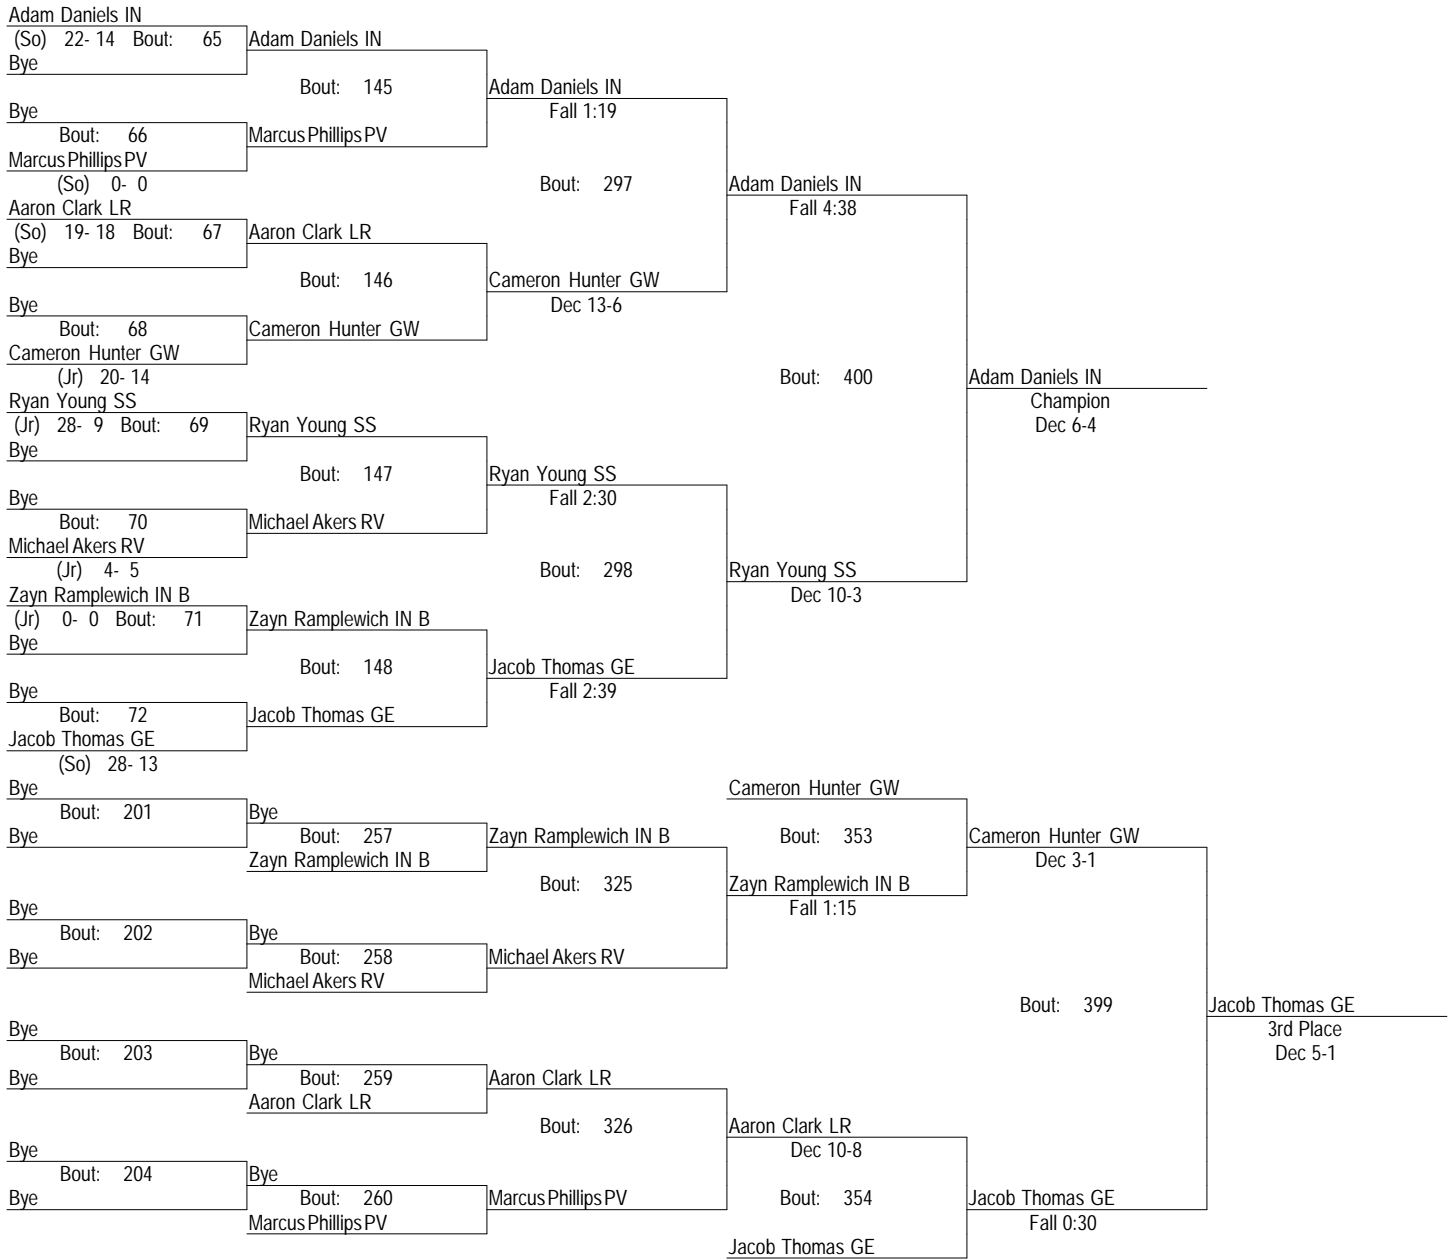 Adam Daniels IN
(So) 22- 14 Bout: 65 Adam Daniels IN
Bye
Bout: 145 Adam Daniels IN
Bye Fall 1:19
Bout: 66 Marcus Phillips PV
Marcus Phillips PV
(So) 0- 0 Bout: 297 Adam Daniels IN
Aaron Clark LR Fall 4:38
(So) 19- 18 Bout: 67 Aaron Clark LR
Bye
Bout: 146 Cameron Hunter GW
Bye Dec 13-6
Bout: 68 Cameron Hunter GW
Cameron Hunter GW
(Jr) 20- 14 Bout: 400 Adam Daniels IN
Ryan Young SS Champion
(Jr) 28- 9 Bout: 69 Ryan Young SS Dec 6-4
Bye
Bout: 147 Ryan Young SS
Bye Fall 2:30
Bout: 70 Michael Akers RV
Michael Akers RV
(Jr) 4- 5 Bout: 298 Ryan Young SS
Zayn Ramplewich IN B Dec 10-3
(Jr) 0- 0 Bout: 71 Zayn Ramplewich IN B
Bye
Bout: 148 Jacob Thomas GE
Bye Fall 2:39
Bout: 72 Jacob Thomas GE
Jacob Thomas GE
(So) 28- 13
Bye Cameron Hunter GW
Bout: 201 Bye
Bye Bout: 257 Zayn Ramplewich IN B Bout: 353 Cameron Hunter GW
Zayn Ramplewich IN B Dec 3-1
Bout: 325 Zayn Ramplewich IN B
Bye Fall 1:15
Bout: 202 Bye
Bye Bout: 258 Michael Akers RV
Michael Akers RV
Bout: 399 Jacob Thomas GE
Bye 3rd Place
Bout: 203 Bye Dec 5-1
Bye Bout: 259 Aaron Clark LR
Aaron Clark LR
Bout: 326 Aaron Clark LR
Bye Dec 10-8
Bout: 204 Bye
Bye Bout: 260 Marcus Phillips PV Bout: 354 Jacob Thomas GE
Marcus Phillips PV Fall 0:30
Jacob Thomas GE